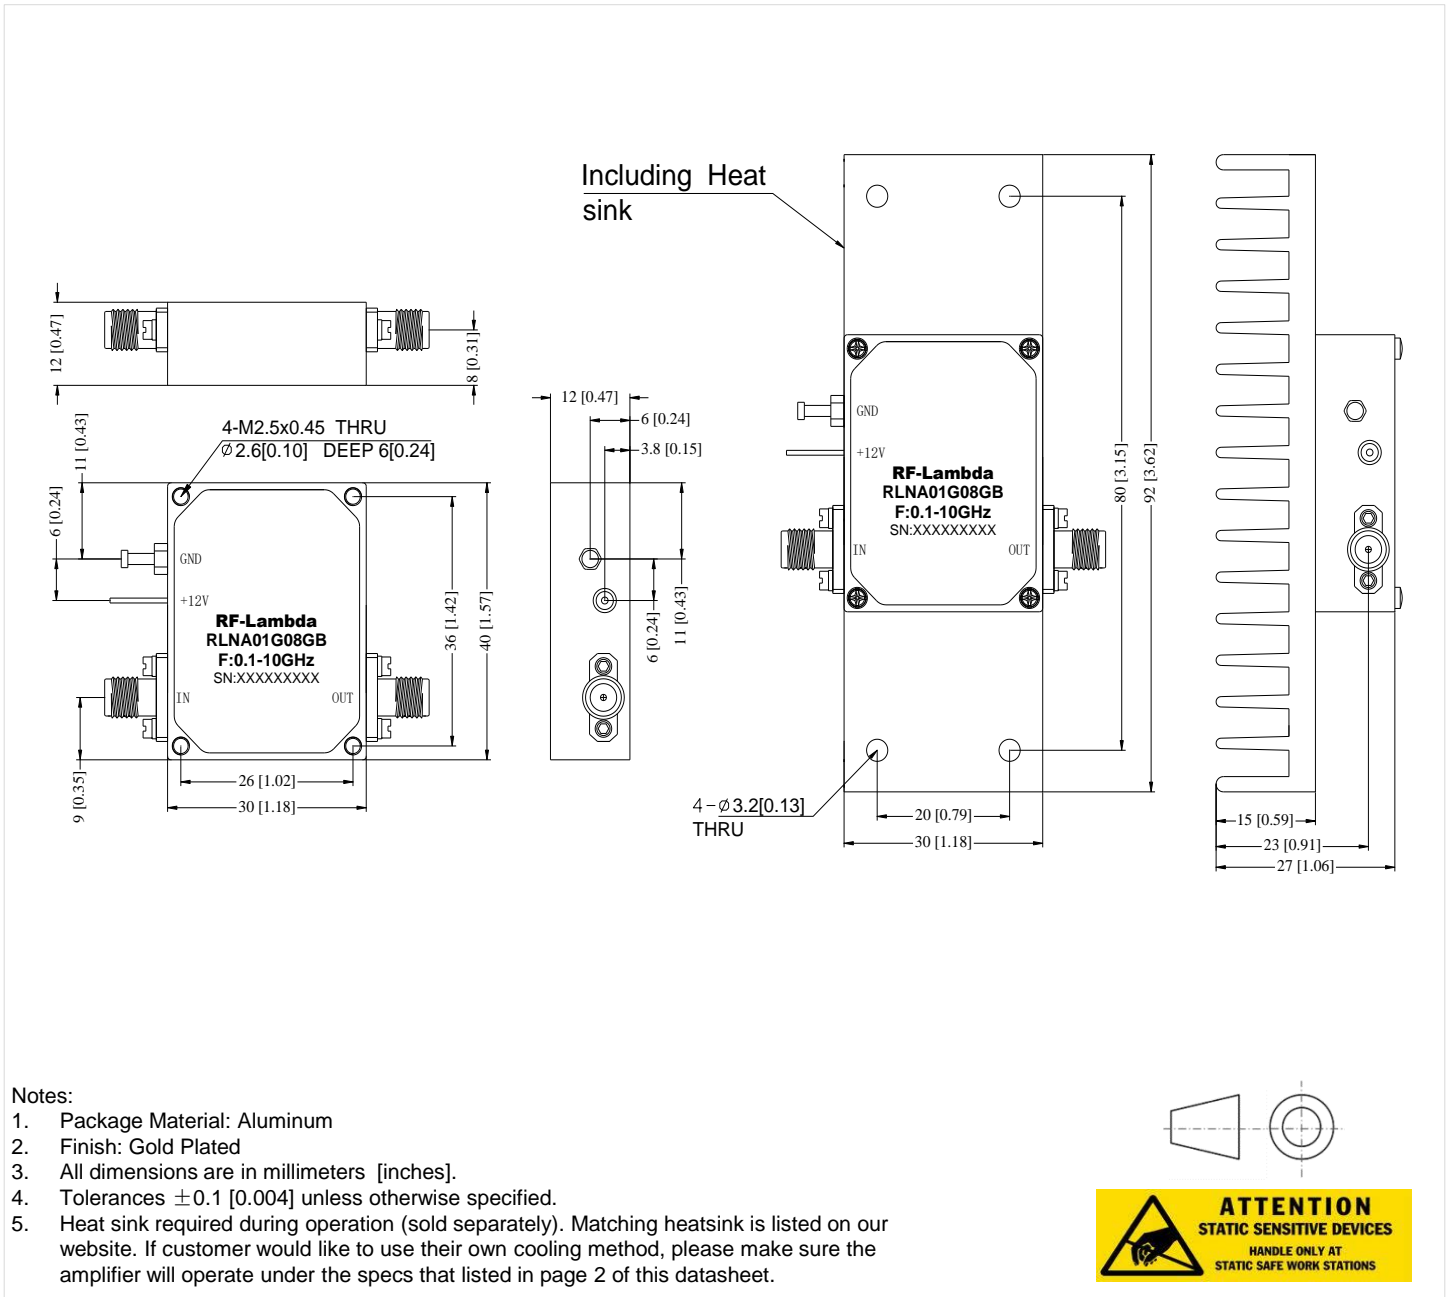 Including Heat
sink
12 [0.47]
8 [0.31]
11 [0.43]
6 [0.24]
4-M2.5x0.45 THRU
⌀2.6[0.10] DEEP 6[0.24]
GND
+12V
RF-Lambda
RLNA01G08GB
F:0.1-10GHz
SN:XXXXXXXXX
IN
OUT
36 [1.42]
40 [1.57]
9 [0.35]
26 [1.02]
30 [1.18]
12 [0.47]
6 [0.24]
3.8 [0.15]
6 [0.24]
11 [0.43]
GND
+12V
RF-Lambda
RLNA01G08GB
F:0.1-10GHz
SN:XXXXXXXXX
IN
OUT
80 [3.15]
92 [3.62]
4-⌀3.2[0.13]
THRU
20 [0.79]
30 [1.18]
15 [0.59]
23 [0.91]
27 [1.06]
Notes:
1. Package Material: Aluminum
2. Finish: Gold Plated
3. All dimensions are in millimeters [inches].
4. Tolerances ±0.1 [0.004] unless otherwise specified.
5. Heat sink required during operation (sold separately). Matching heatsink is listed on our
website. If customer would like to use their own cooling method, please make sure the
amplifier will operate under the specs that listed in page 2 of this datasheet.
ATTENTION
STATIC SENSITIVE DEVICES
HANDLE ONLY AT
STATIC SAFE WORK STATIONS